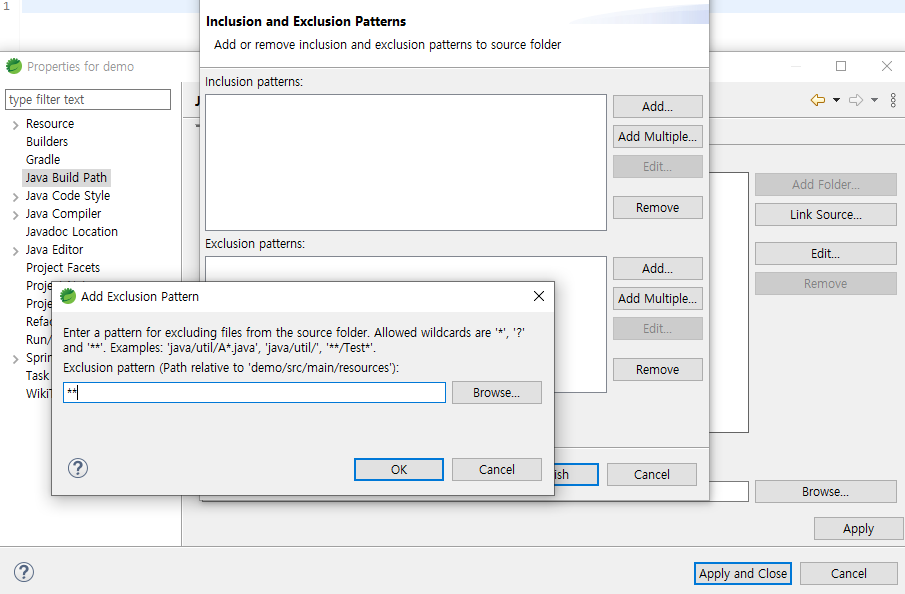 1
Inclusion and Exclusion Patterns
Add or remove inclusion and exclusion patterns to source folder
Properties for demo
type filter text
Resource
Builders
Gradle
Java Build Path
Java Code Style
Java Compiler
Javadoc Location
Java Editor
Project Facets
Proje
Proje
Refac
Run/
Sprin
Task
WikiT
Inclusion patterns:
Add...
Add Multiple...
Edit...
Remove
Exclusion patterns:
Add...
Add Multiple...
Edit...
Remove
Add Folder...
Link Source...
Edit...
Remove
Add Exclusion Pattern
Enter a pattern for excluding files from the source folder. Allowed wildcards are '*', '?'
and '**'. Examples: 'java/util/A*.java', 'java/util/', '**/Test*'.
Exclusion pattern (Path relative to 'demo/src/main/resources'):
**
Browse...
?
OK
Cancel
ish
Cancel
Browse...
Apply
?
Apply and Close
Cancel